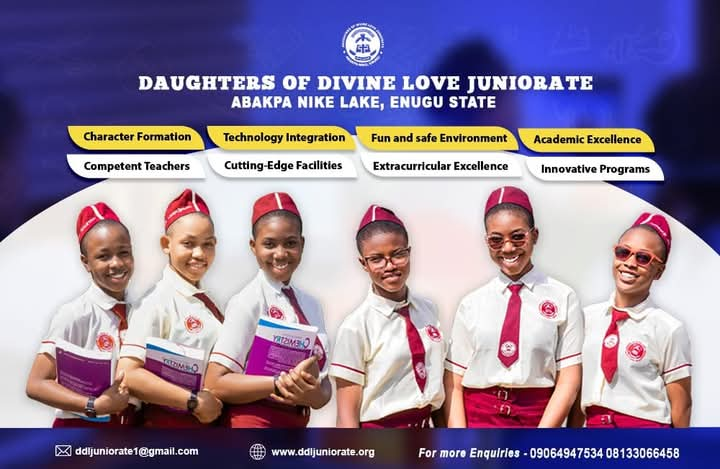 DAUGHTERS OF DIVINE LOVE JUNIORATE
ABAKPA NIKE LAKE, ENUGU STATE
Character Formation
Technology Integration
Fun and safe Environment
Academic Excellence
Competent Teachers
Cutting-Edge Facilities
Extracurricular Excellence
Innovative Programs
CHEMISTRY
CHEMISTRY
ddljuniorate1@gmail.com
www.ddljuniorate.org
For more Enquiries - 09064947534 08133066458